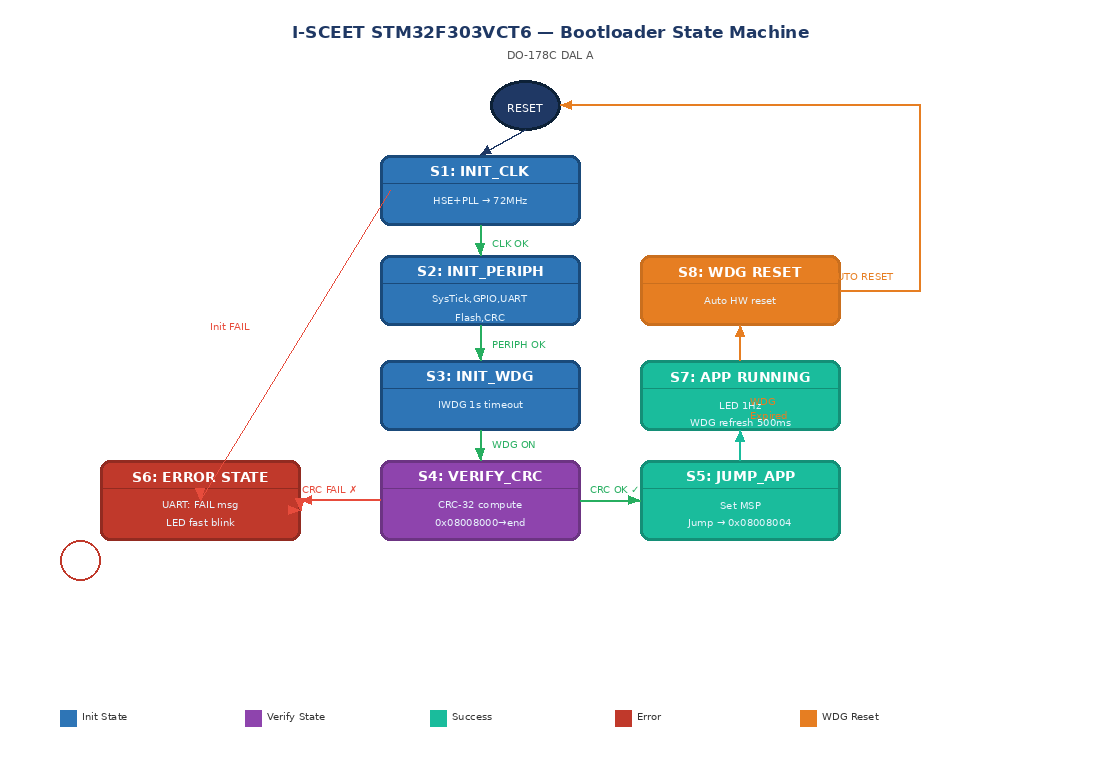 I-SCEET STM32F303VCT6 — Bootloader State Machine
DO-178C DAL A
RESET
S1: INIT_CLK
HSE+PLL → 72MHz
CLK OK
S2: INIT_PERIPH
SysTick,GPIO,UART
Flash,CRC
S8: WDG RESET
Auto HW reset
UTO RESET
Init FAIL
PERIPH OK
S3: INIT_WDG
IWDG 1s timeout
S7: APP RUNNING
LED 1Hz
WDG
WDG refresh 500ms
WDG ON
S6: ERROR STATE
UART: FAIL msg
LED fast blink
CRC FAIL ✗
S4: VERIFY_CRC
CRC-32 compute
0x08008000→end
CRC OK ✓
S5: JUMP_APP
Set MSP
Jump → 0x08008004
Init State
Verify State
Success
Error
WDG Reset